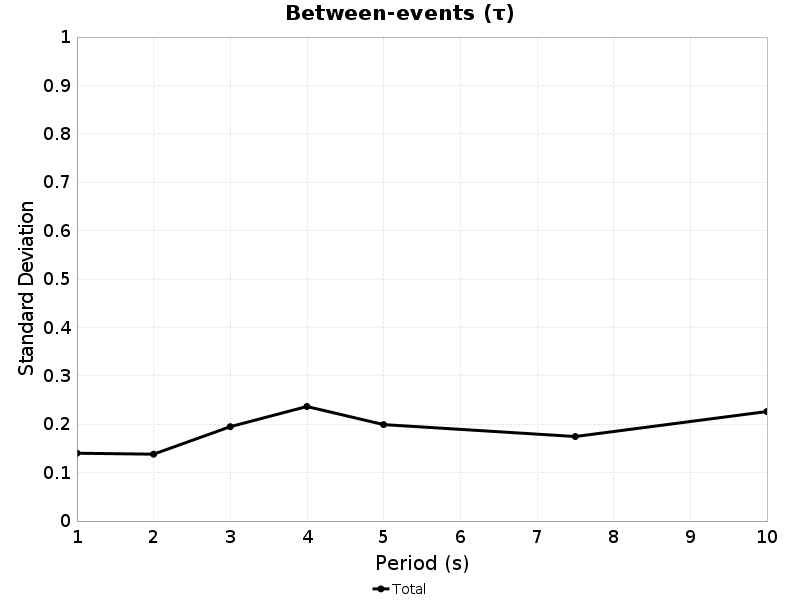 Between-events (τ)
1
0.9
0.8
0.7
0.6
0.5
0.4
0.3
0.2
0.1
0
Standard Deviation
1 2 3 4 5 6 7 8 9 10
Period (s)
Total